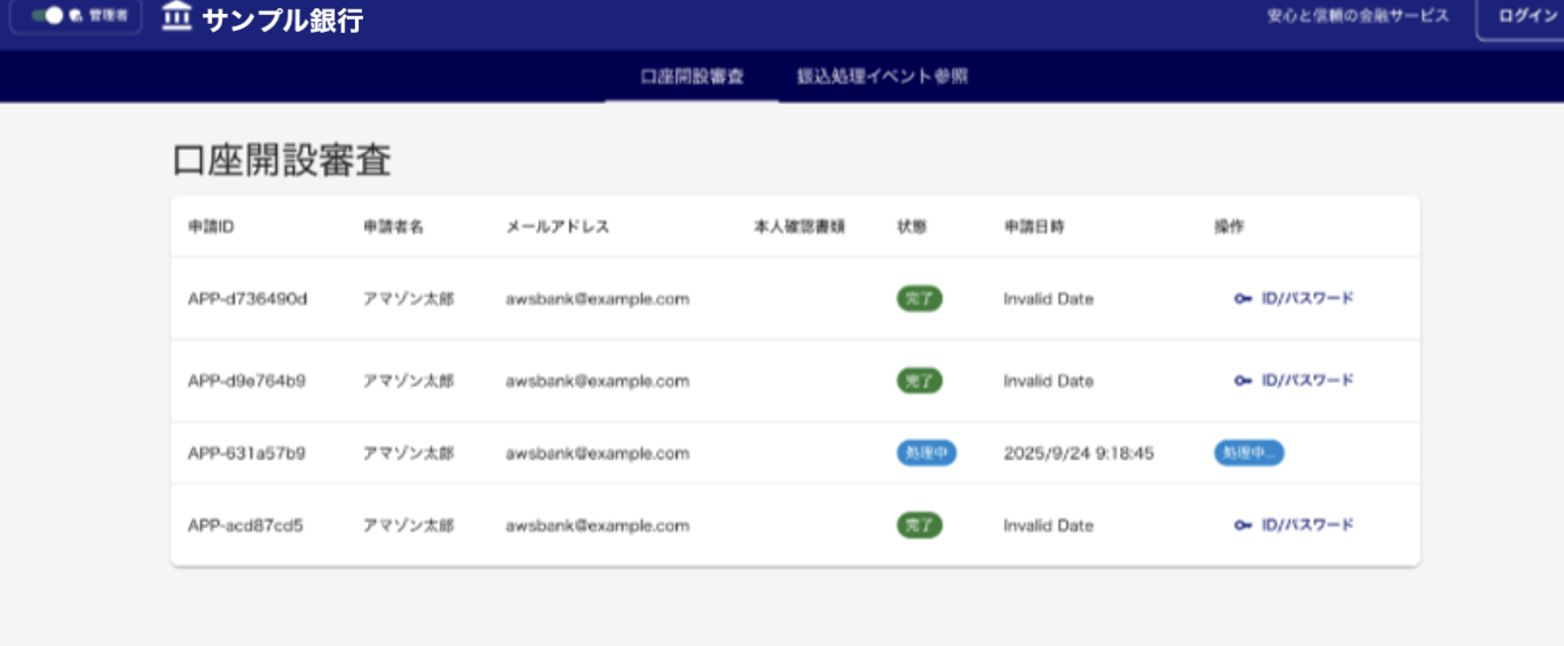 管理者 サンプル銀行 安心と信頼の金融サービス ログイン
口座開設審査 振込処理イベント参照
口座開設審査
申請ID 申請者名 メールアドレス 本人確認書類 状態 申請日時 操作
APP-d736490d アマゾン太郎 awsbank@example.com 完了 Invalid Date ID/パスワード
APP-d9e764b9 アマゾン太郎 awsbank@example.com 完了 Invalid Date ID/パスワード
APP-631a57b9 アマゾン太郎 awsbank@example.com 処理中 2025/9/24 9:18:45 処理中...
APP-acd87cd5 アマゾン太郎 awsbank@example.com 完了 Invalid Date ID/パスワード